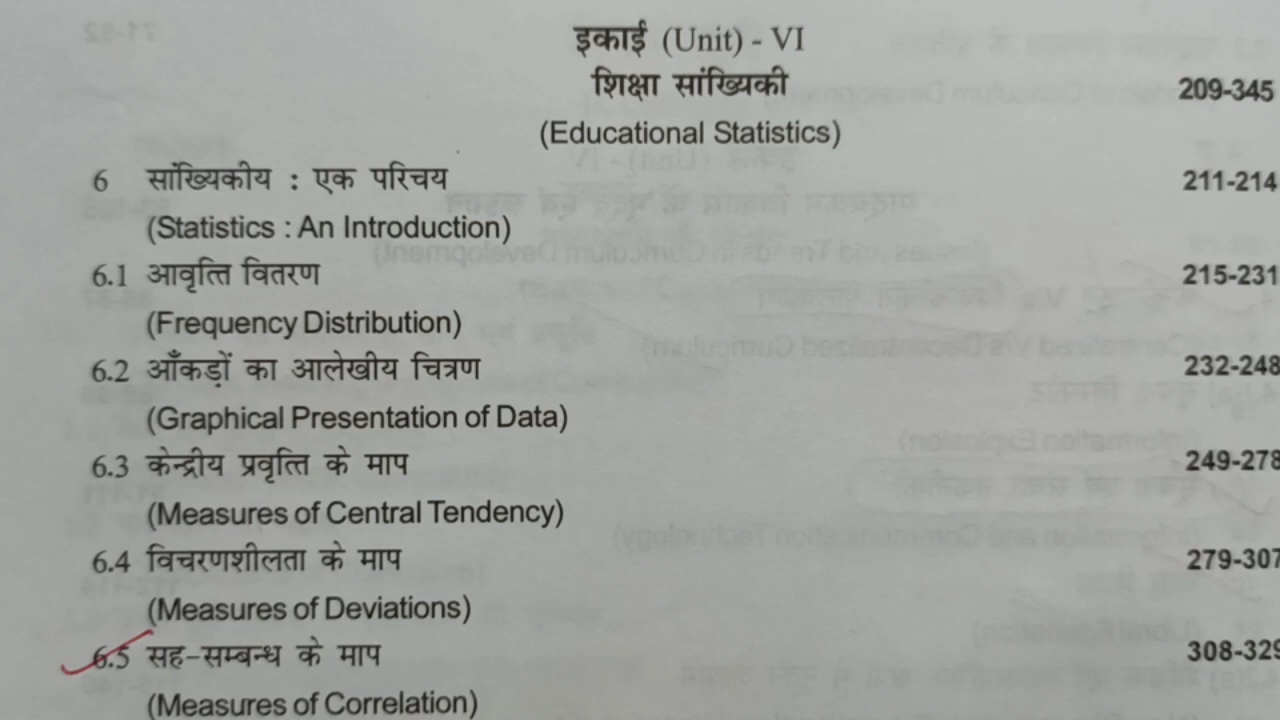 इकाई (Unit) - VI
शिक्षा सांख्यिकी 209-345
(Educational Statistics)
6 सांख्यिकीय : एक परिचय 211-214
(Statistics : An Introduction)
6.1 आवृत्ति वितरण 215-231
(Frequency Distribution)
6.2 आँकड़ों का आलेखीय चित्रण 232-248
(Graphical Presentation of Data)
6.3 केन्द्रीय प्रवृत्ति के माप 249-278
(Measures of Central Tendency)
6.4 विचरणशीलता के माप 279-307
(Measures of Deviations)
6.5 सह-सम्बन्ध के माप 308-329
(Measures of Correlation)